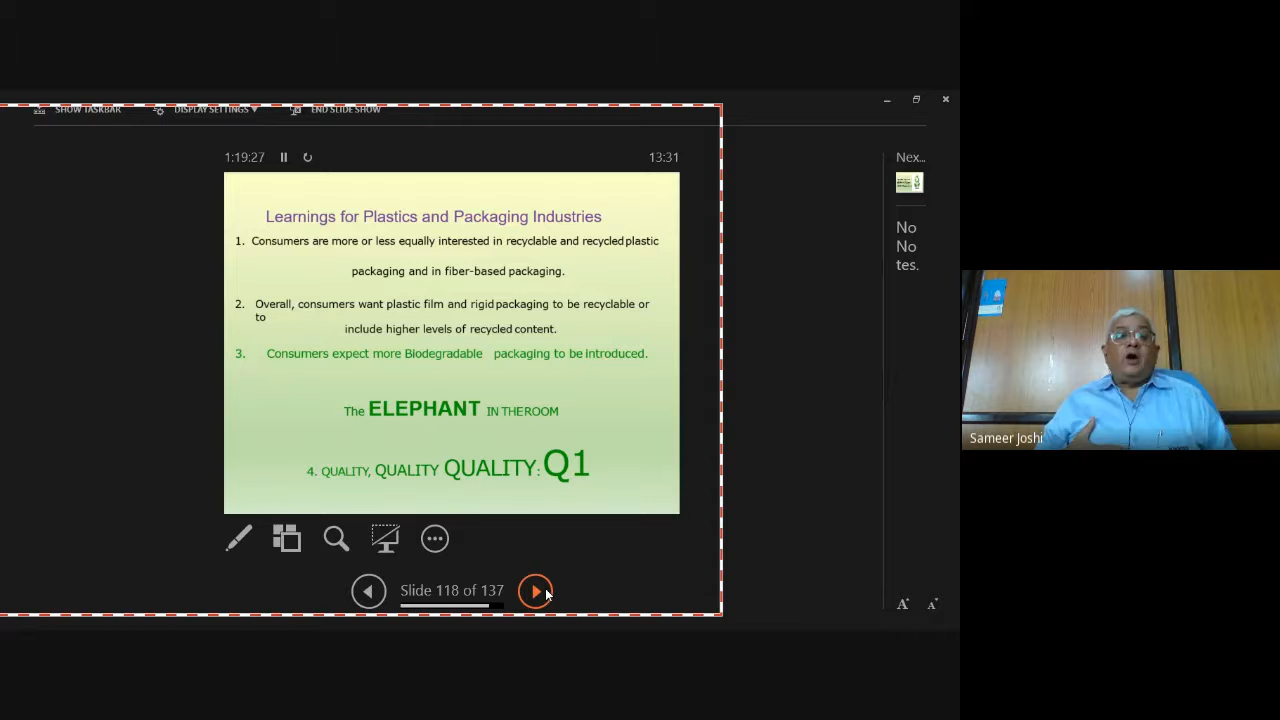 SHOW TASKBAR DISPLAY SETTINGS END SLIDE SHOW
1:19:27 13:31
Learnings for Plastics and Packaging Industries
1. Consumers are more or less equally interested in recyclable and recycled plastic
packaging and in fiber-based packaging.
2. Overall, consumers want plastic film and rigid packaging to be recyclable or
to
include higher levels of recycled content.
3. Consumers expect more Biodegradable packaging to be introduced.
The ELEPHANT IN THE ROOM
4. QUALITY, QUALITY QUALITY: Q1
Slide 118 of 137
Nex...
No
No
tes.
A A
Sameer Joshi